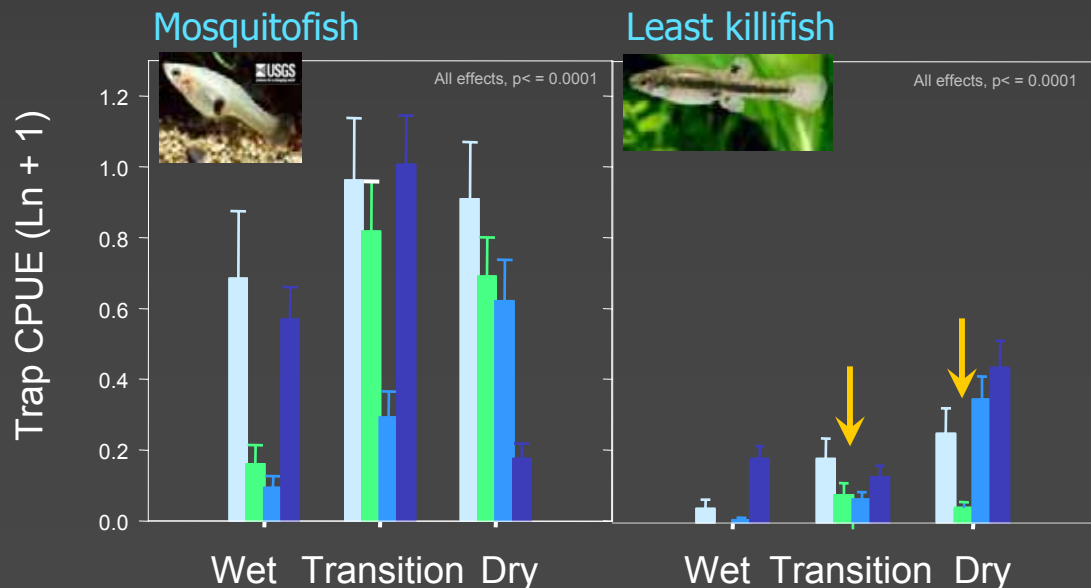 Mosquitofish
Least killifish
USGS
All effects, p< = 0.0001
All effects, p< = 0.0001
Trap CPUE (Ln + 1)
1.2
1.0
0.8
0.6
0.4
0.2
0.0
Wet Transition Dry
Wet Transition Dry